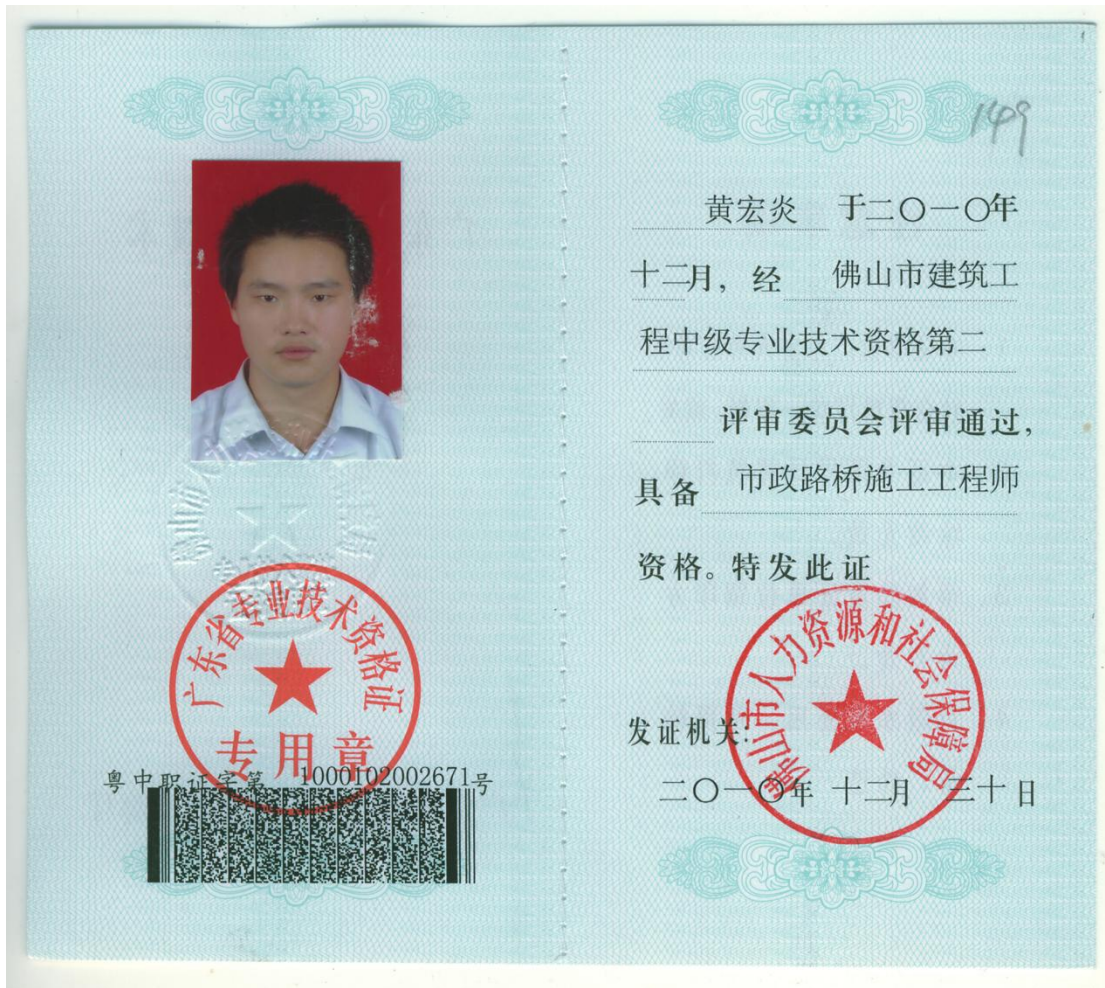 广东省专业技术资格证
专用章
粤中职证字第 1000102002671号
149
黄宏炎 于二〇一〇年
十二月，经 佛山市建筑工
程中级专业技术资格第二
评审委员会评审通过，
具备 市政路桥施工工程师
资格。特发此证
佛山市人力资源和社会保障局
发证机关：
二〇一〇年 十二月 三十日